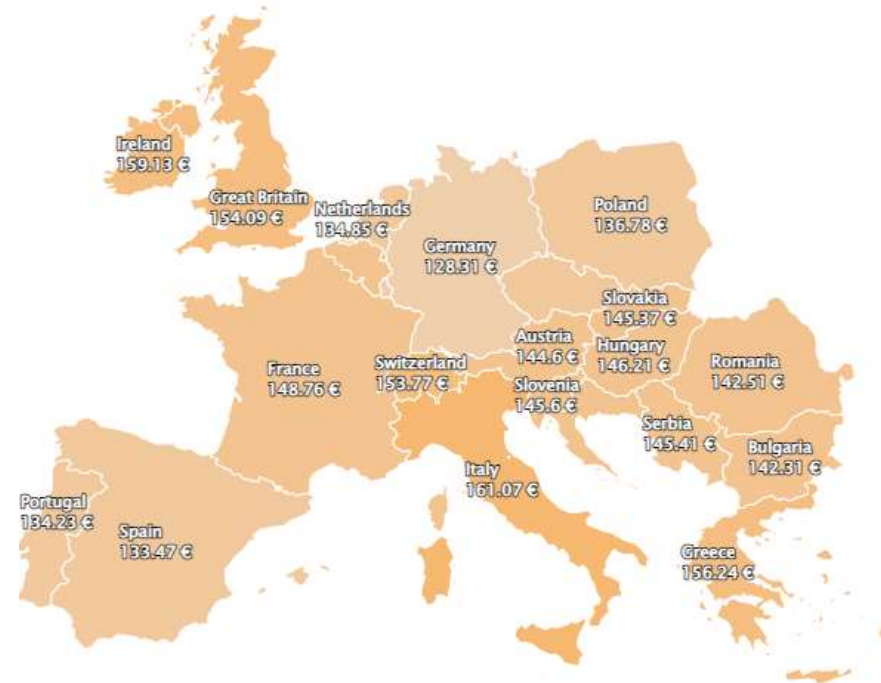 Ireland
159.13 €
Great Britain
154.09 €
Netherlands
134.85 €
Poland
136.78 €
Germany
128.31 €
Slovakia
145.37 €
Austria
144.6 €
Hungary
146.21 €
France
148.76 €
Switzerland
153.77 €
Romania
142.51 €
Slovenia
145.6 €
Serbia
145.41 €
Bulgaria
142.31 €
Italy
161.07 €
Portugal
134.23 €
Spain
133.47 €
Greece
156.24 €